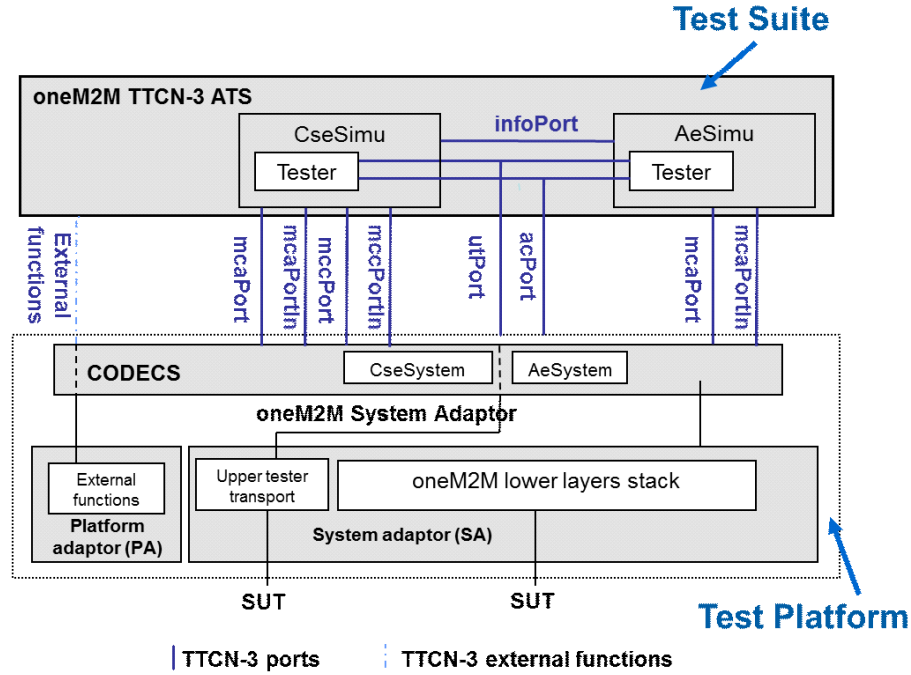 Test Suite
oneM2M TTCN-3 ATS
CseSimu
infoPort
AeSimu
Tester
Tester
External
functions
mcaPort
mcaPortIn
mccPort
mccPortIn
utPort
acPort
mcaPort
mcaPortIn
CODECS
CseSystem
AeSystem
oneM2M System Adaptor
External
functions
Platform
adaptor (PA)
Upper tester
transport
oneM2M lower layers stack
System adaptor (SA)
SUT
SUT
Test Platform
TTCN-3 ports
TTCN-3 external functions